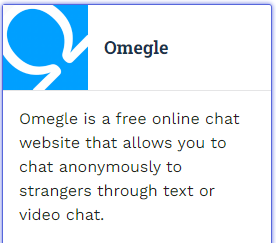 Omegle
Omegle is a free online chat
website that allows you to
chat anonymously to
strangers through text or
video chat.